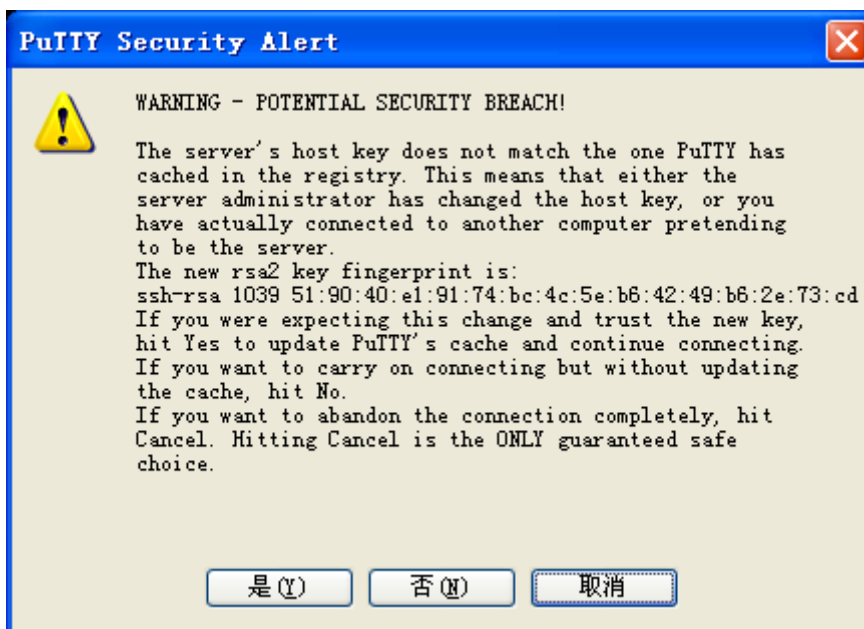 PuTTY Security Alert
WARNING - POTENTIAL SECURITY BREACH!
The server's host key does not match the one PuTTY has
cached in the registry. This means that either the
server administrator has changed the host key, or you
have actually connected to another computer pretending
to be the server.
The new rsa2 key fingerprint is:
ssh-rsa 1039 51:90:40:e1:91:74:bc:4c:5e:b6:42:49:b6:2e:73:cd
If you were expecting this change and trust the new key,
hit Yes to update PuTTY's cache and continue connecting.
If you want to carry on connecting but without updating
the cache, hit No.
If you want to abandon the connection completely, hit
Cancel. Hitting Cancel is the ONLY guaranteed safe
choice.
是(Y) 否(N) 取消